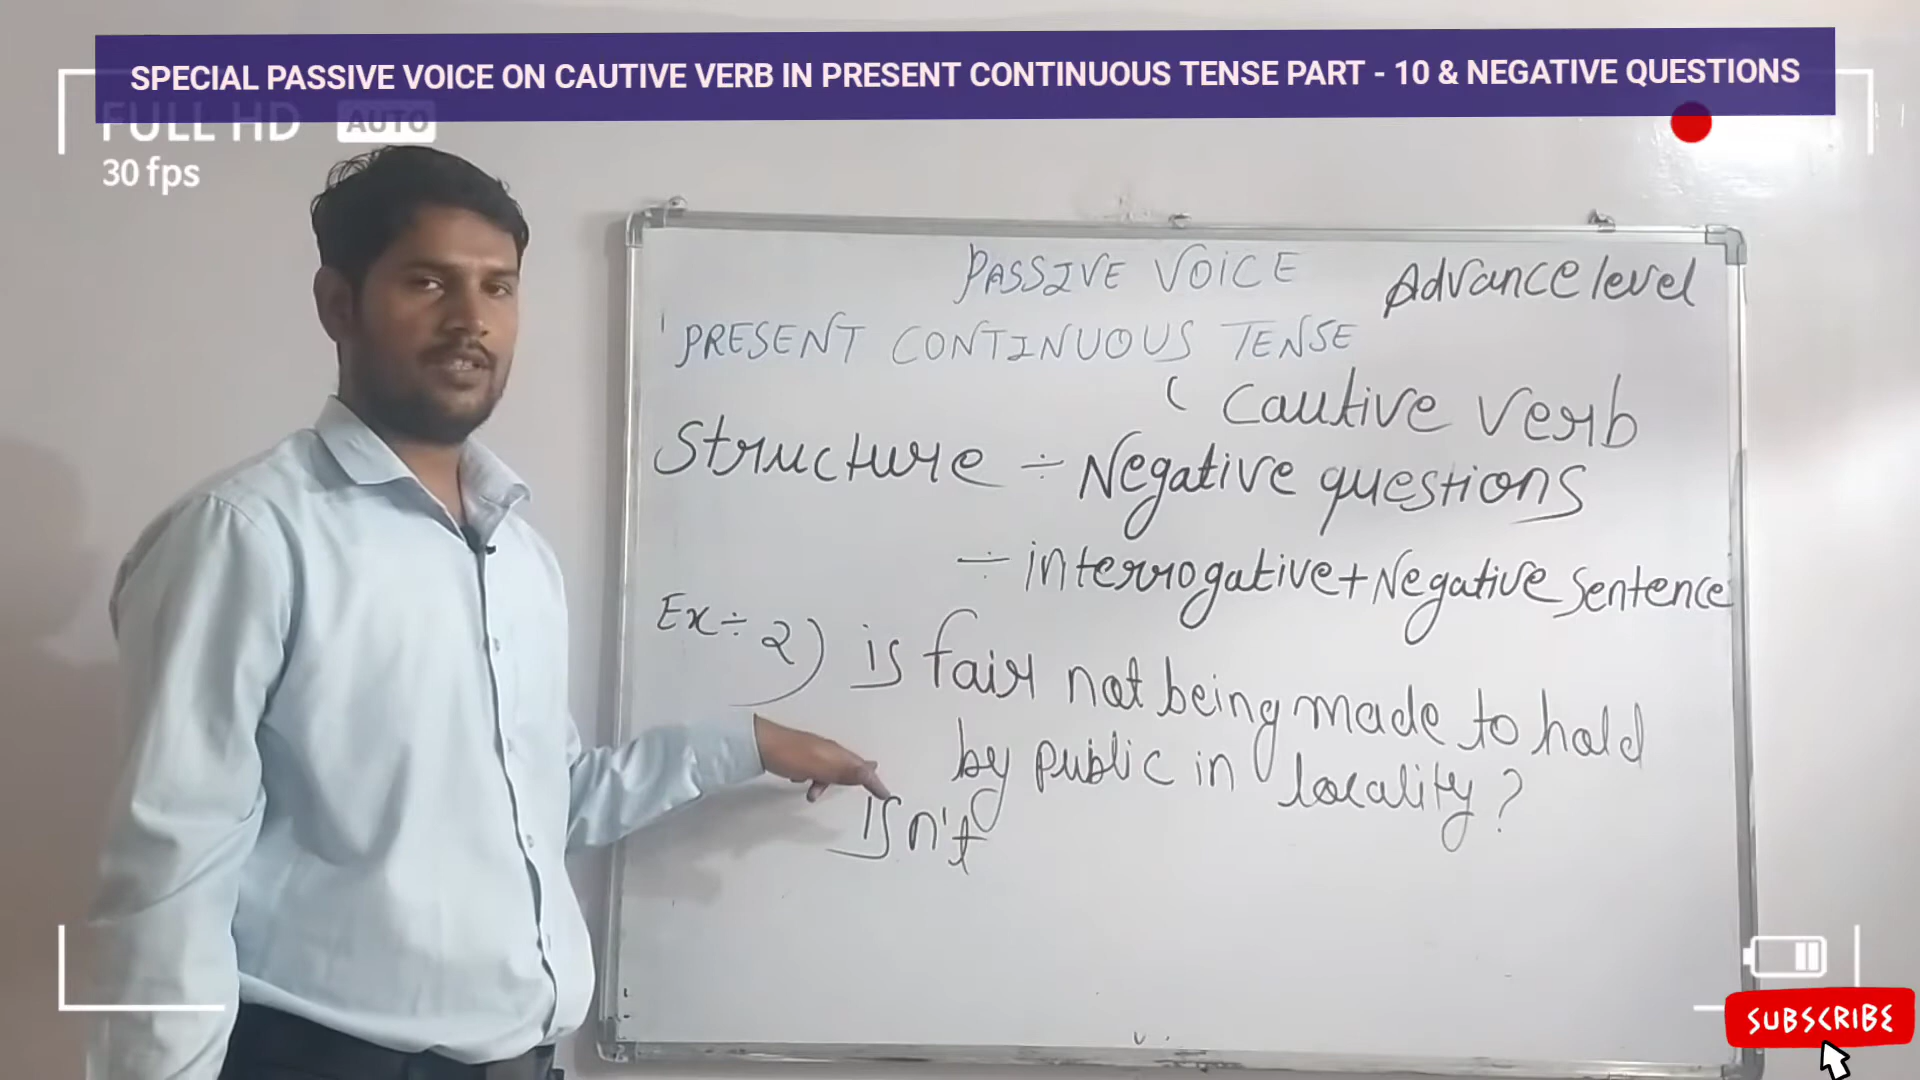 SPECIAL PASSIVE VOICE ON CAUTIVE VERB IN PRESENT CONTINUOUS TENSE PART - 10 & NEGATIVE QUESTIONS
FULL HD AUTO
30 fps
PASSIVE VOICE Advance level
PRESENT CONTINUOUS TENSE
( Cautive verb
Structure ÷ Negative questions
÷ interrogative + Negative Sentence
Ex ÷ 2) is fair not being made to hold
by public in locality?
isn't
SUBSCRIBE